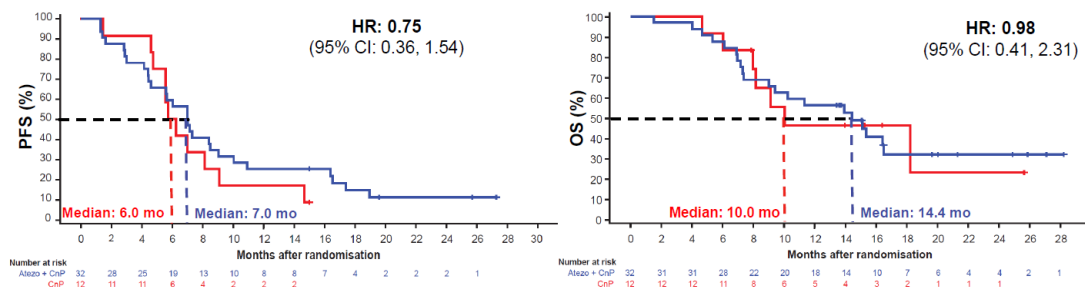 HR: 0.75
(95% CI: 0.36, 1.54)
PFS (%)
100
90
80
70
60
50
40
30
20
10
0
Median: 6.0 mo
Median: 7.0 mo
0 2 4 6 8 10 12 14 16 18 20 22 24 26 28 30
Months after randomisation
Number at risk
Atezo + CnP 32 28 25 19 13 10 8 8 7 4 2 2 2 1
CnP 12 11 11 6 4 2 2 2
HR: 0.98
(95% CI: 0.41, 2.31)
OS (%)
100
90
80
70
60
50
40
30
20
10
0
Median: 10.0 mo
Median: 14.4 mo
0 2 4 6 8 10 12 14 16 18 20 22 24 26 28
Months after randomisation
Number at risk
Atezo + CnP 32 31 31 28 22 20 18 14 10 7 6 4 4 2 1
CnP 12 12 12 11 8 6 5 4 3 2 1 1 1